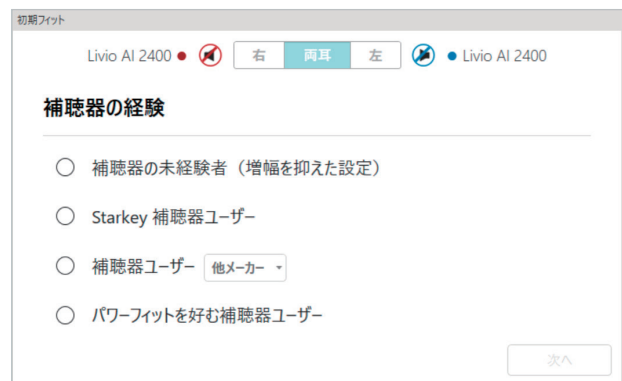 初期フィット
Livio AI 2400 右 両耳 左 Livio AI 2400
補聴器の経験
補聴器の未経験者（増幅を抑えた設定）
Starkey 補聴器ユーザー
補聴器ユーザー 他メーカー
パワーフィットを好む補聴器ユーザー
次へ